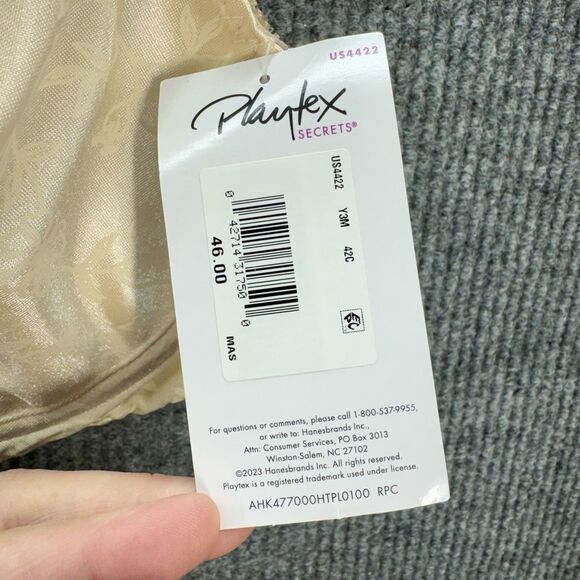 US4422
Playtex
SECRETS®
US4422 Y3M 42C
0 42714 31750 0
46.00 MAS
For questions or comments, please call 1-800-537-9955,
or write to: Hanesbrands Inc.,
Attn: Consumer Services, PO Box 3013
Winston-Salem, NC 27102
©2023 Hanesbrands Inc. All rights reserved.
Playtex is a registered trademark used under license.
AHK477000HTPL0100 RPC